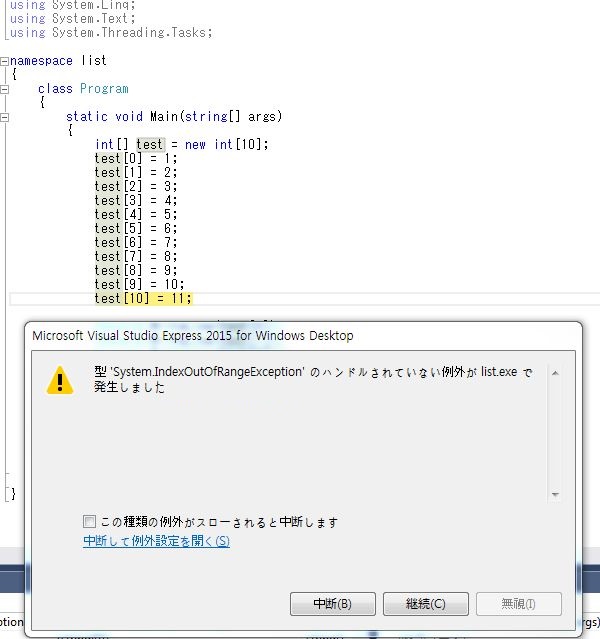 using System.Linq;
using System.Text;
using System.Threading.Tasks;
namespace list
{
class Program
{
static void Main(string[] args)
{
int[] test = new int[10];
test[0] = 1;
test[1] = 2;
test[2] = 3;
test[3] = 4;
test[4] = 5;
test[5] = 6;
test[6] = 7;
test[7] = 8;
test[8] = 9;
test[9] = 10;
test[10] = 11;
Microsoft Visual Studio Express 2015 for Windows Desktop
型 'System.IndexOutOfRangeException' のハンドルされていない例外が list.exe で
発生しました
}
この種類の例外がスローされると中断します
中断して例外設定を開く(S)
中断(B)
継続(C)
無視(I)